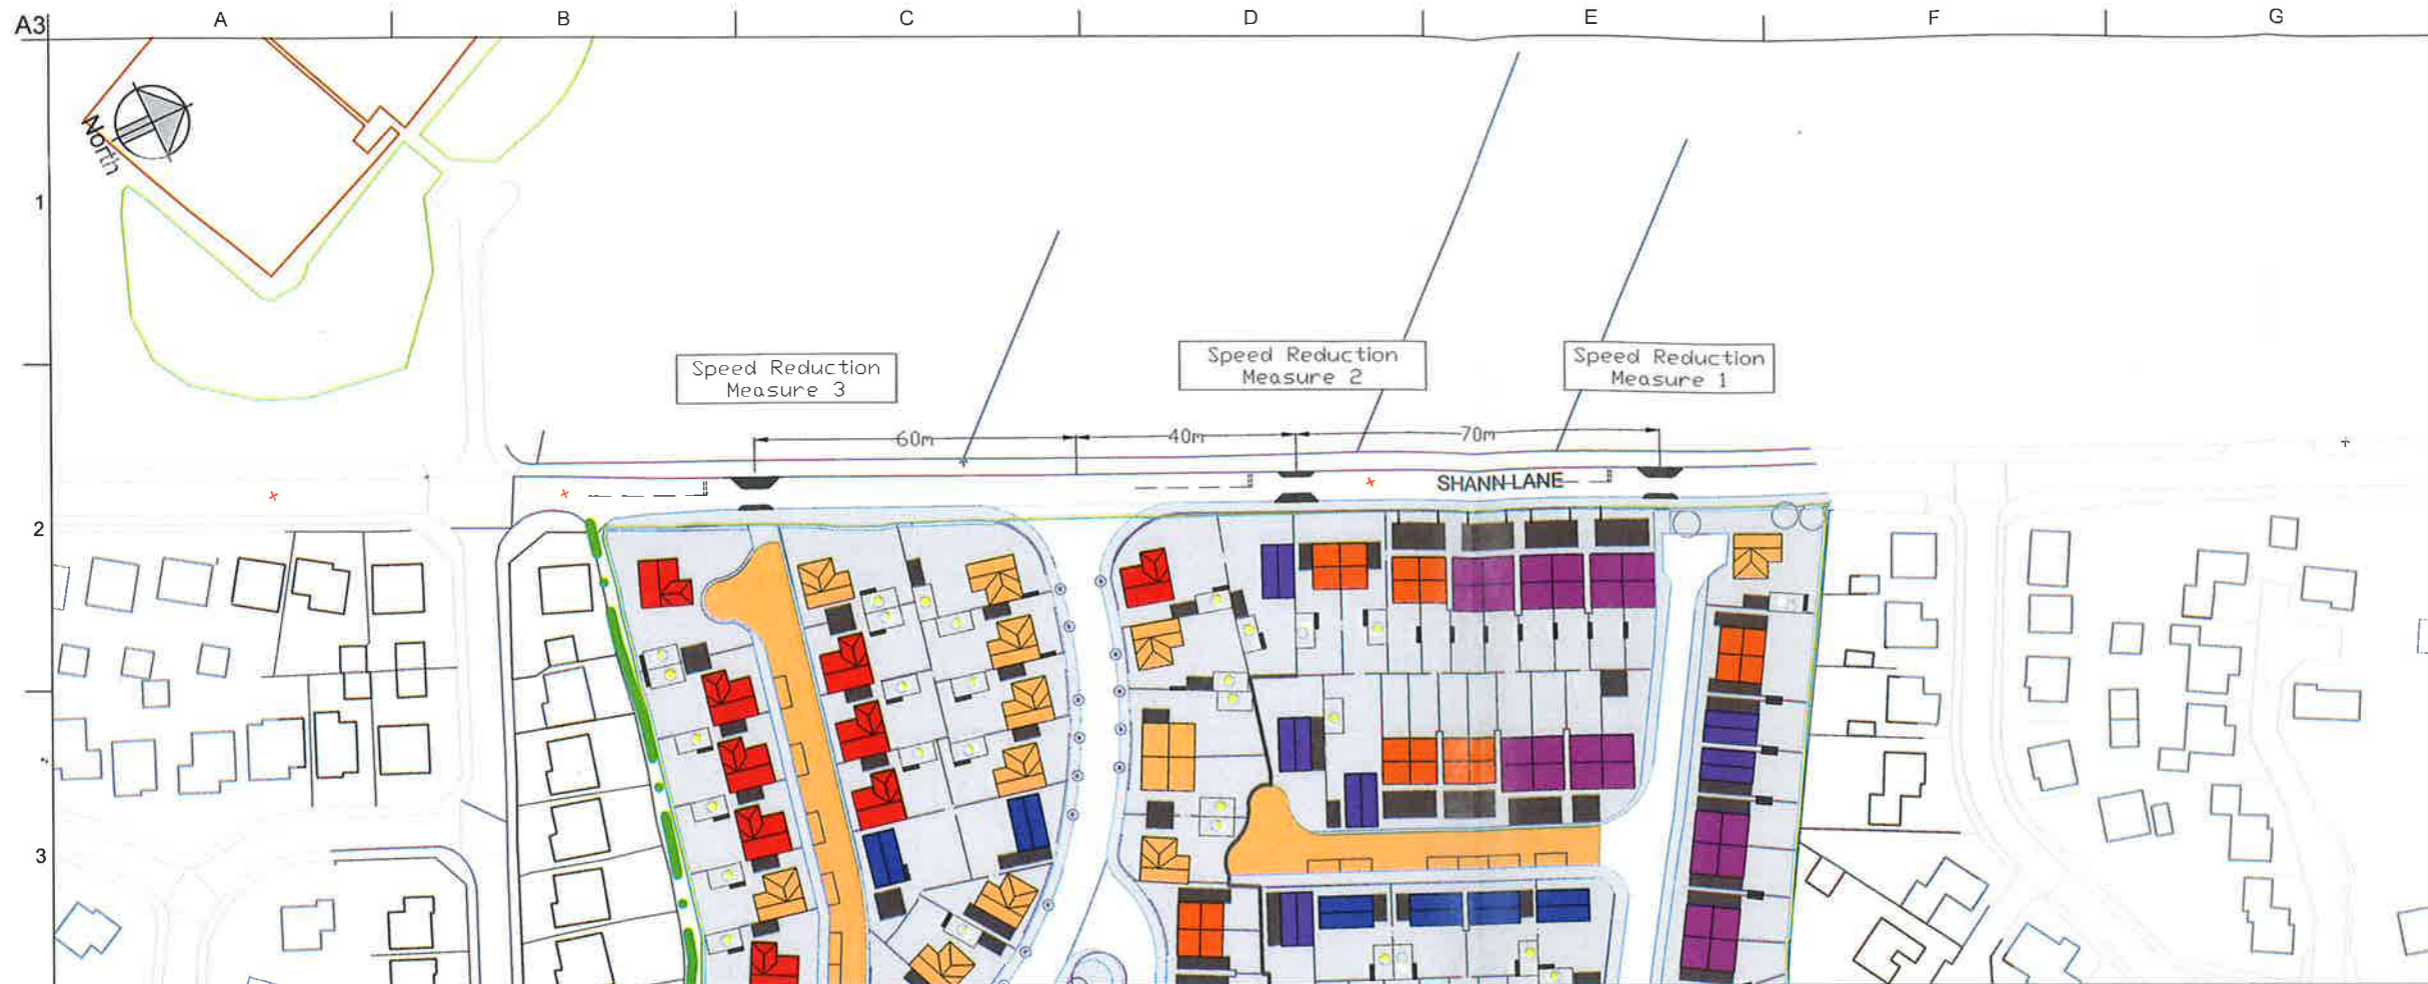 A3
A
B
C
D
E
F
G
North
1
Speed Reduction
Measure 3
Speed Reduction
Measure 2
Speed Reduction
Measure 1
60m
40m
70m
SHANN LANE
2
3